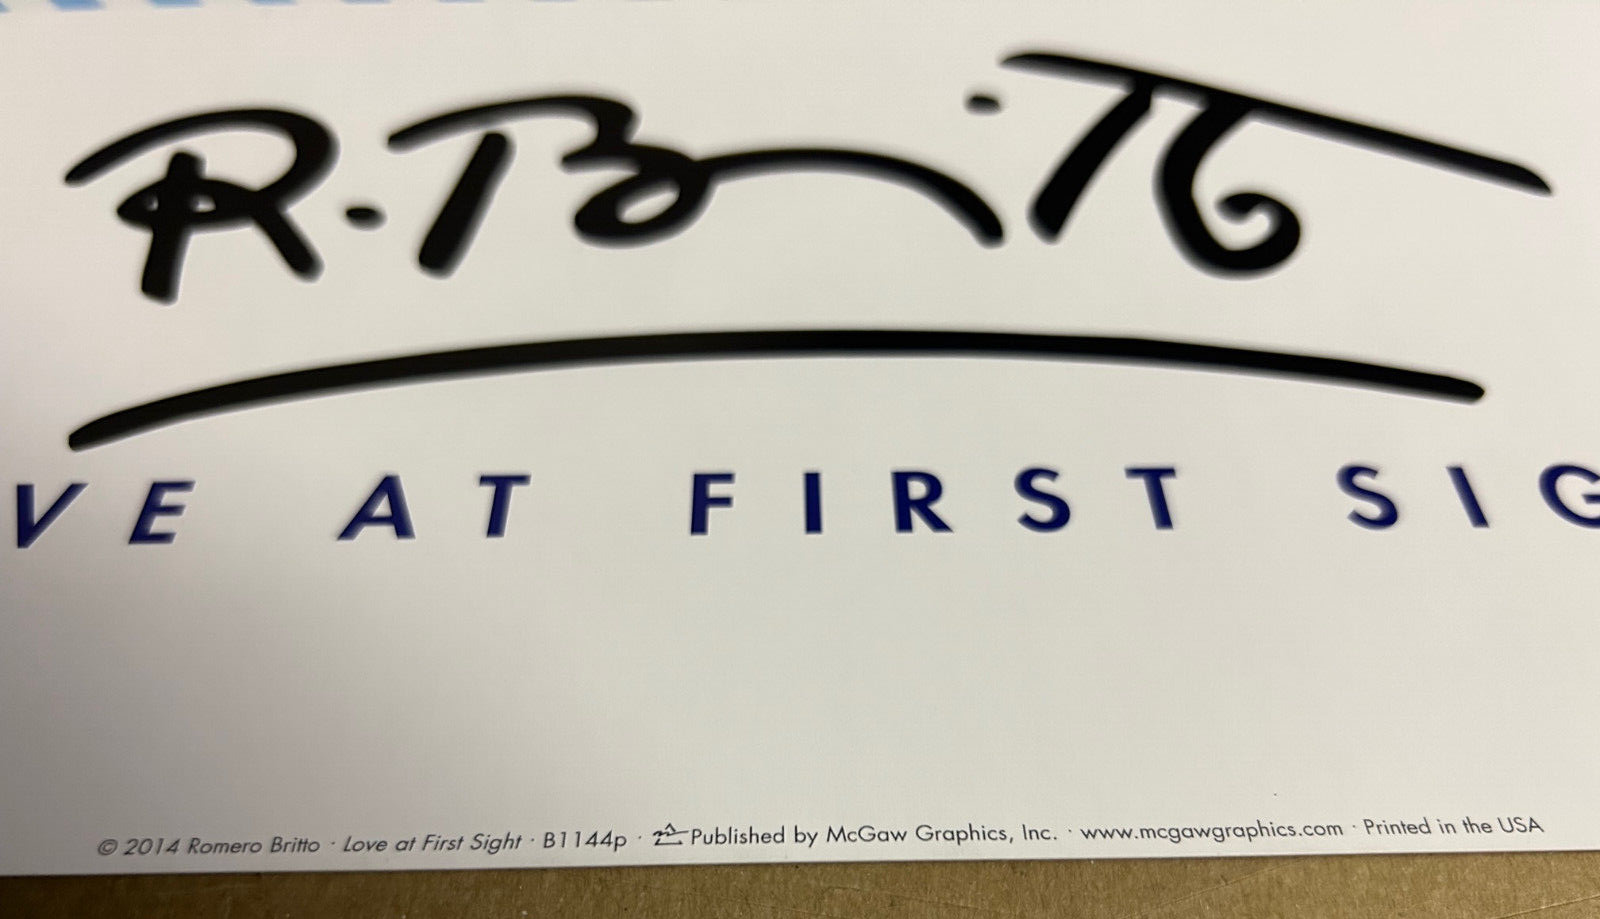 R. Britto
VE AT FIRST SIG
© 2014 Romero Britto · Love at First Sight · B1144p · Published by McGaw Graphics, Inc. · www.mcgawgraphics.com · Printed in the USA